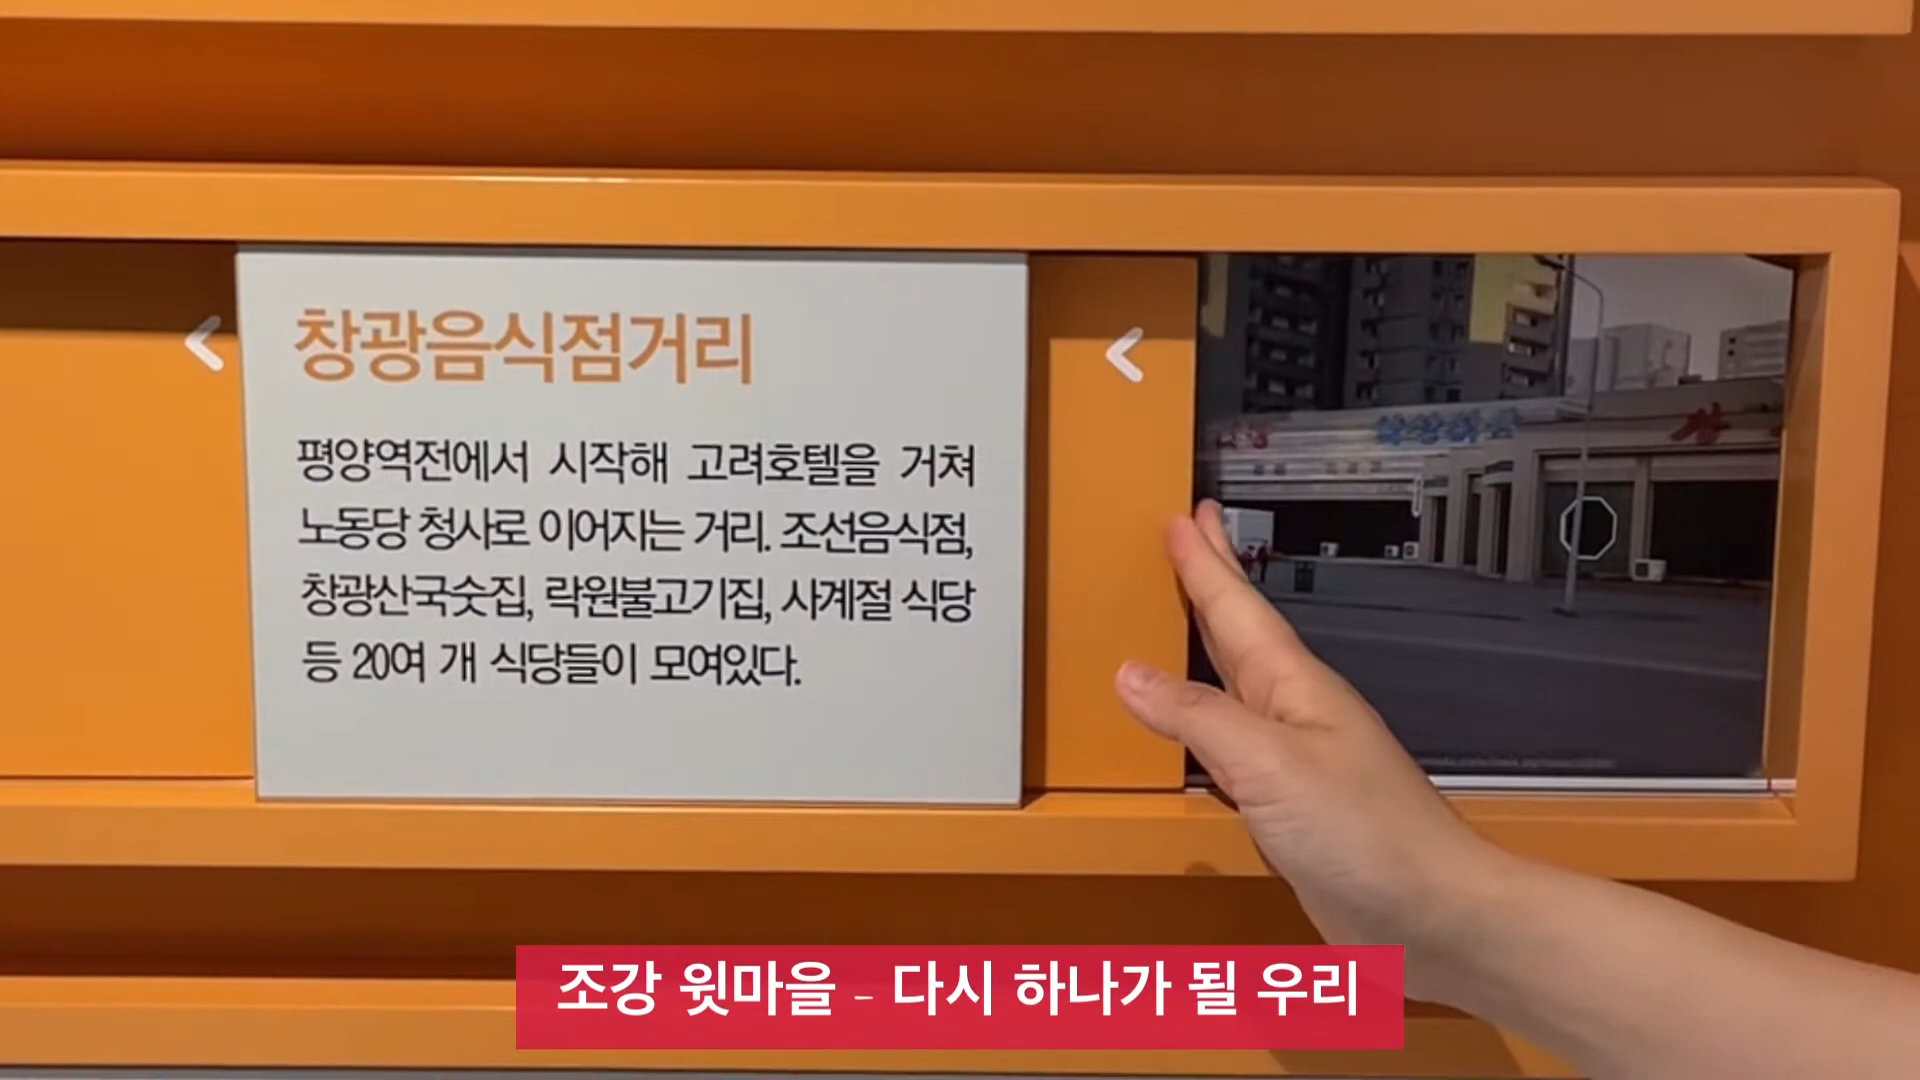 창광음식점거리
평양역전에서 시작해 고려호텔을 거쳐
노동당 청사로 이어지는 거리. 조선음식점,
창광산국숫집, 락원불고기집, 사계절 식당
등 20여 개 식당들이 모여있다.
조강 윗마을 - 다시 하나가 될 우리